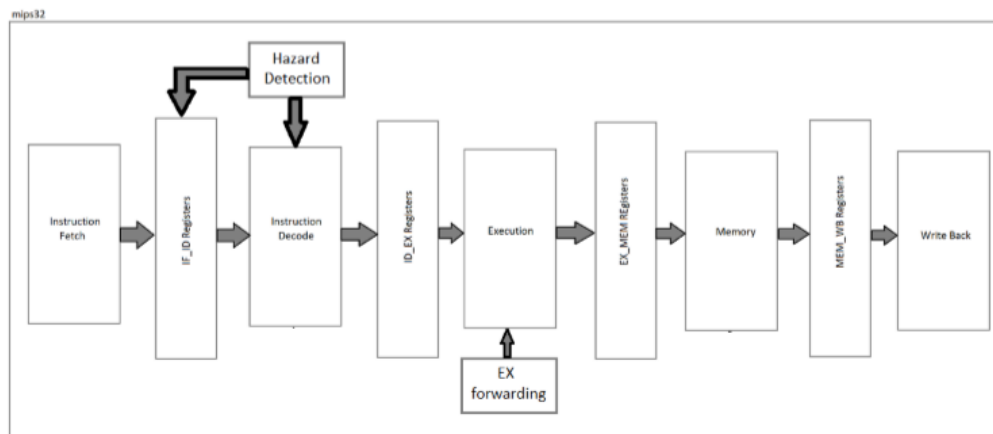 mips32
Hazard
Detection
Instruction
Fetch
IF_ID Registers
Instruction
Decode
ID_EX Registers
Execution
EX_MEM REgisters
Memory
MEM_WB Registers
Write Back
EX
forwarding